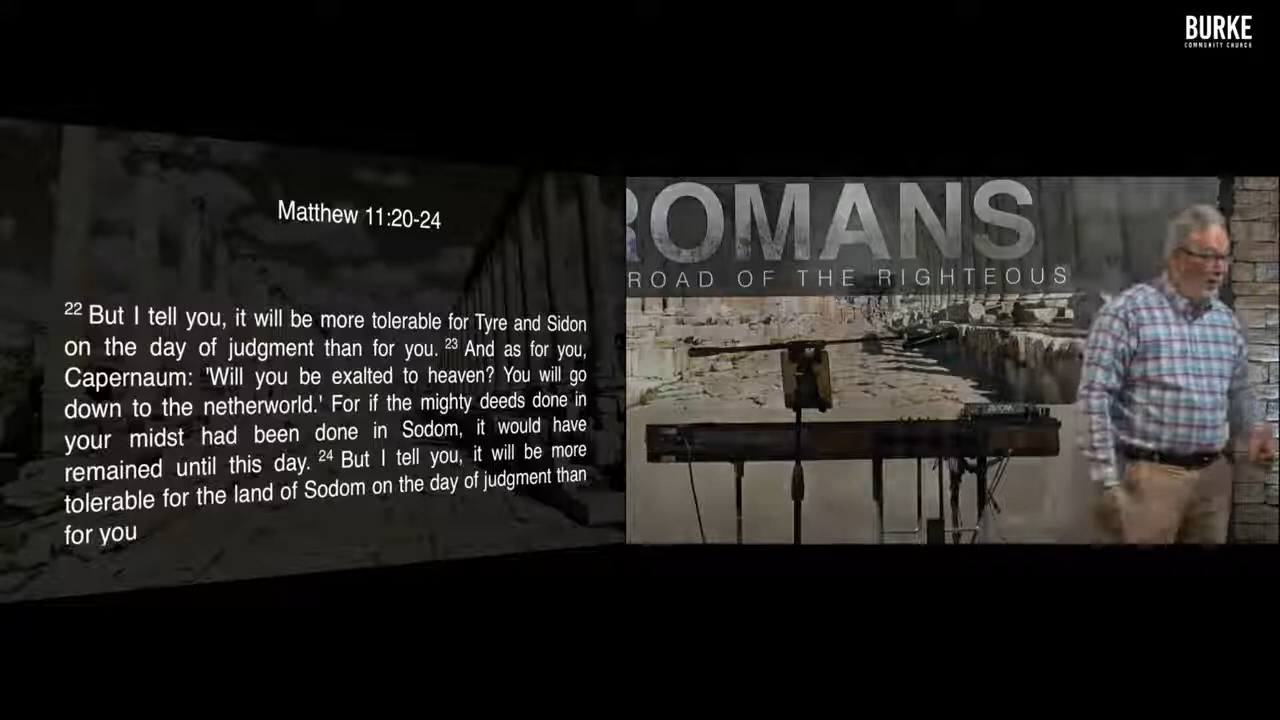 BURKE
COMMUNITY CHURCH
Matthew 11:20-24
22 But I tell you, it will be more tolerable for Tyre and Sidon
on the day of judgment than for you. 23 And as for you,
Capernaum: 'Will you be exalted to heaven? You will go
down to the netherworld.' For if the mighty deeds done in
your midst had been done in Sodom, it would have
remained until this day. 24 But I tell you, it will be more
tolerable for the land of Sodom on the day of judgment than
for you
ROMANS
ROAD OF THE RIGHTEOUS